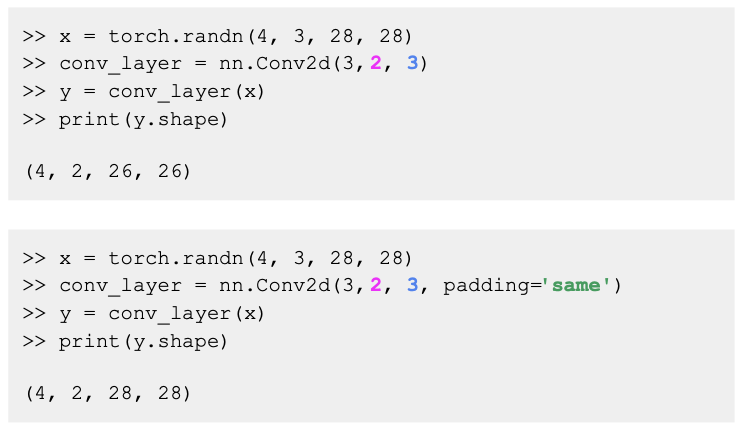 >> x = torch.randn(4, 3, 28, 28)
>> conv_layer = nn.Conv2d(3, 2, 3)
>> y = conv_layer(x)
>> print(y.shape)
(4, 2, 26, 26)
>> x = torch.randn(4, 3, 28, 28)
>> conv_layer = nn.Conv2d(3, 2, 3, padding='same')
>> y = conv_layer(x)
>> print(y.shape)
(4, 2, 28, 28)